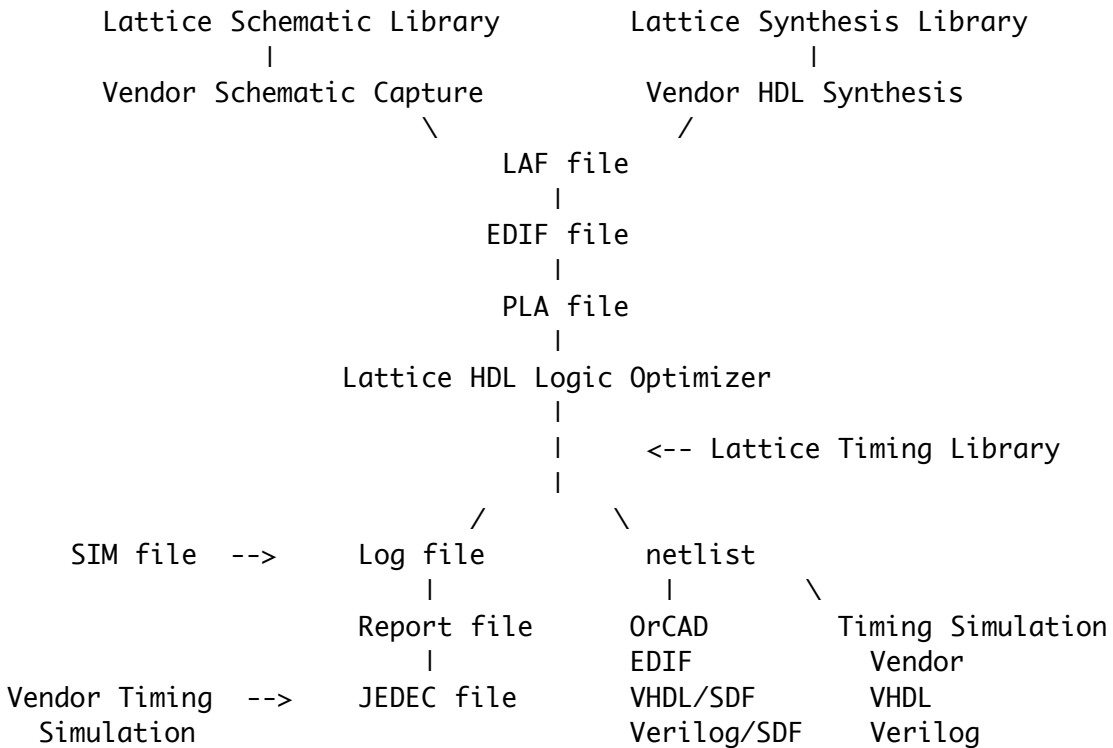 Lattice Schematic Library Lattice Synthesis Library
| |
Vendor Schematic Capture Vendor HDL Synthesis
\ /
LAF file
|
EDIF file
|
PLA file
|
Lattice HDL Logic Optimizer
|
| <-- Lattice Timing Library
|
/ \
SIM file --> Log file netlist
| | \
Report file OrCAD Timing Simulation
| EDIF Vendor
Vendor Timing --> JEDEC file VHDL/SDF VHDL
Simulation Verilog/SDF Verilog